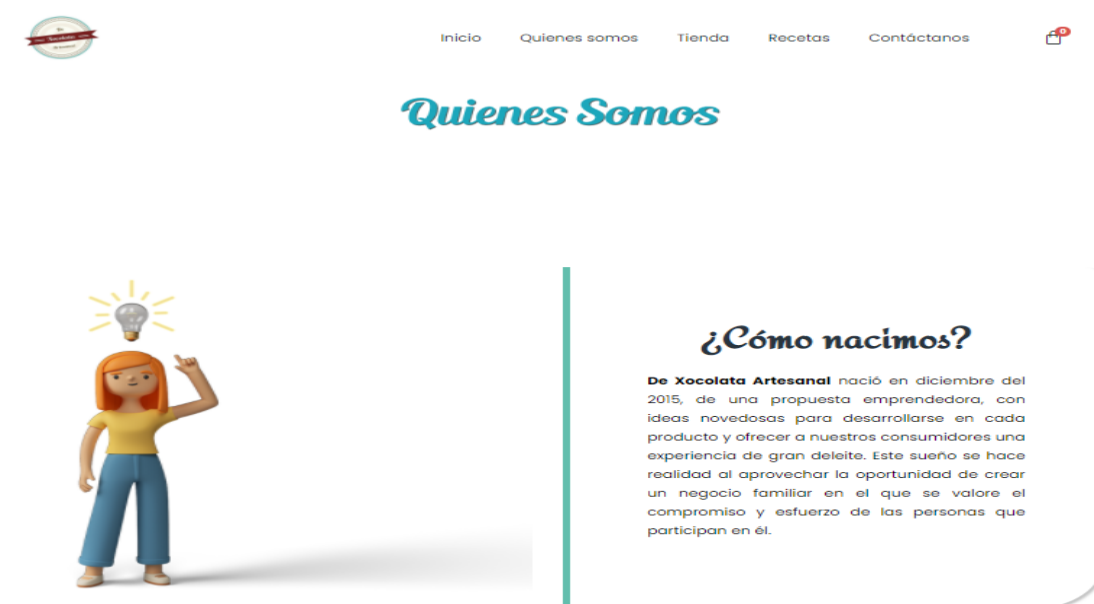 De
Xocolata
Artesanal
Inicio
Quienes somos
Tienda
Recetas
Contáctanos
0
Quienes Somos
¿Cómo nacimos?
De Xocolata Artesanal nació en diciembre del
2015, de una propuesta emprendedora, con
ideas novedosas para desarrollarse en cada
producto y ofrecer a nuestros consumidores una
experiencia de gran deleite. Este sueño se hace
realidad al aprovechar la oportunidad de crear
un negocio familiar en el que se valore el
compromiso y esfuerzo de las personas que
participan en él.